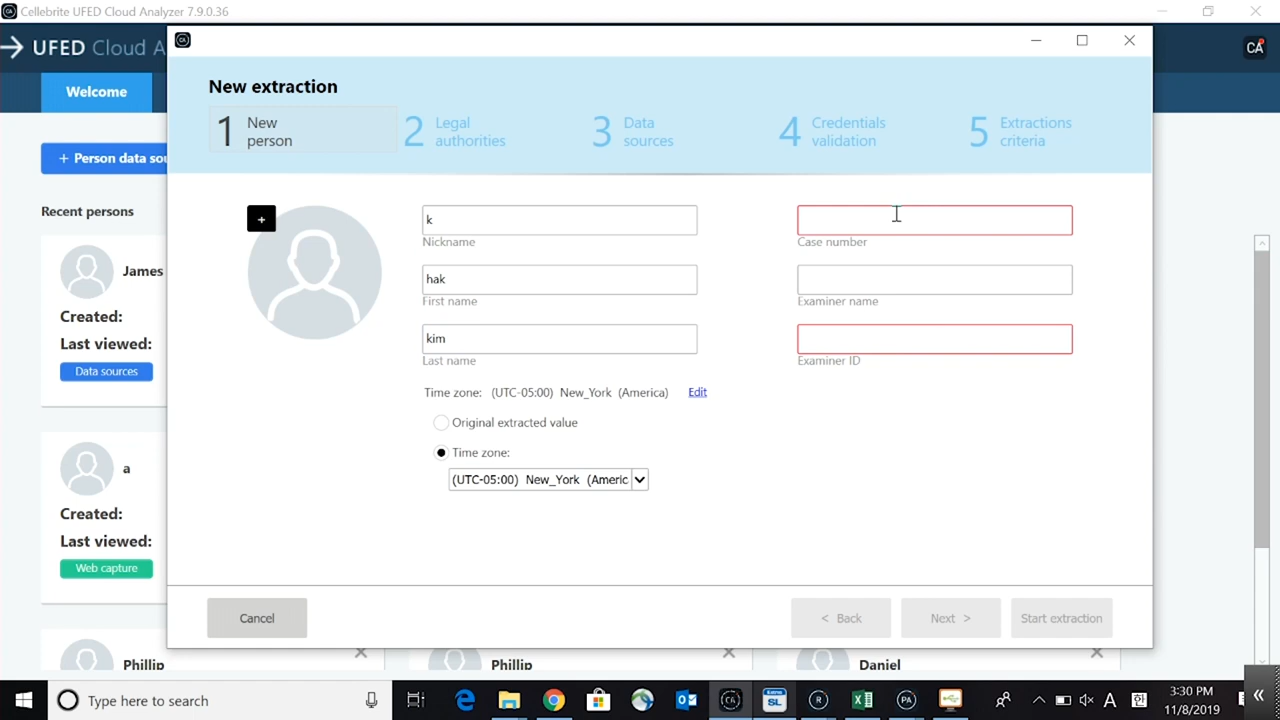 Cellebrite UFED Cloud Analyzer 7.9.0.36
UFED Cloud A
CA
Welcome
+ Person data sou
Recent persons
James
Created:
Last viewed:
Data sources
a
Created:
Last viewed:
Web capture
Phillip
Phillip
Daniel
New extraction
1 New person
2 Legal authorities
3 Data sources
4 Credentials validation
5 Extractions criteria
+
k
Nickname
hak
First name
kim
Last name
Case number
Examiner name
Examiner ID
Time zone: (UTC-05:00) New_York (America) Edit
Original extracted value
Time zone:
(UTC-05:00) New_York (Americ
Cancel
< Back
Next >
Start extraction
Type here to search
A
한
3:30 PM
11/8/2019